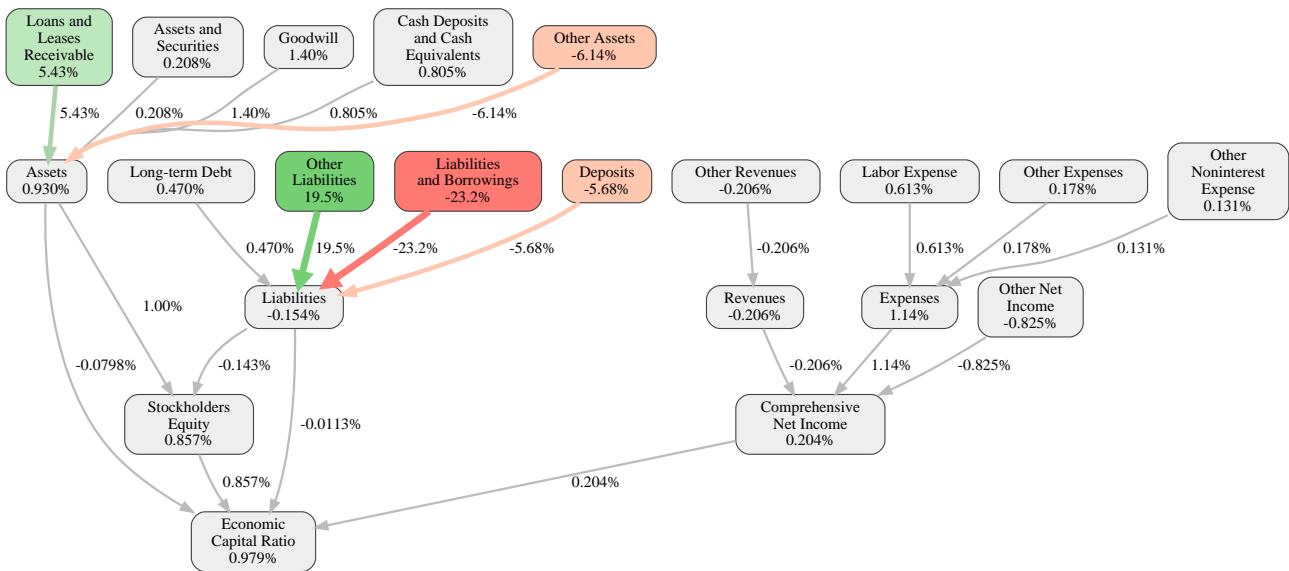 Loans and
Leases
Receivable
5.43%
Assets and
Securities
0.208%
Goodwill
1.40%
Cash Deposits
and Cash
Equivalents
0.805%
Other Assets
-6.14%
5.43%
0.208%
1.40%
0.805%
-6.14%
Assets
0.930%
Long-term Debt
0.470%
Other
Liabilities
19.5%
Liabilities
and Borrowings
-23.2%
Deposits
-5.68%
Other Revenues
-0.206%
Labor Expense
0.613%
Other Expenses
0.178%
Other
Noninterest
Expense
0.131%
0.470%
19.5%
-23.2%
-5.68%
-0.206%
0.613%
0.178%
0.131%
Liabilities
-0.154%
Revenues
-0.206%
Expenses
1.14%
Other Net
Income
-0.825%
1.00%
-0.0798%
-0.143%
-0.206%
1.14%
-0.825%
Stockholders
Equity
0.857%
-0.0113%
Comprehensive
Net Income
0.204%
0.857%
0.204%
Economic
Capital Ratio
0.979%